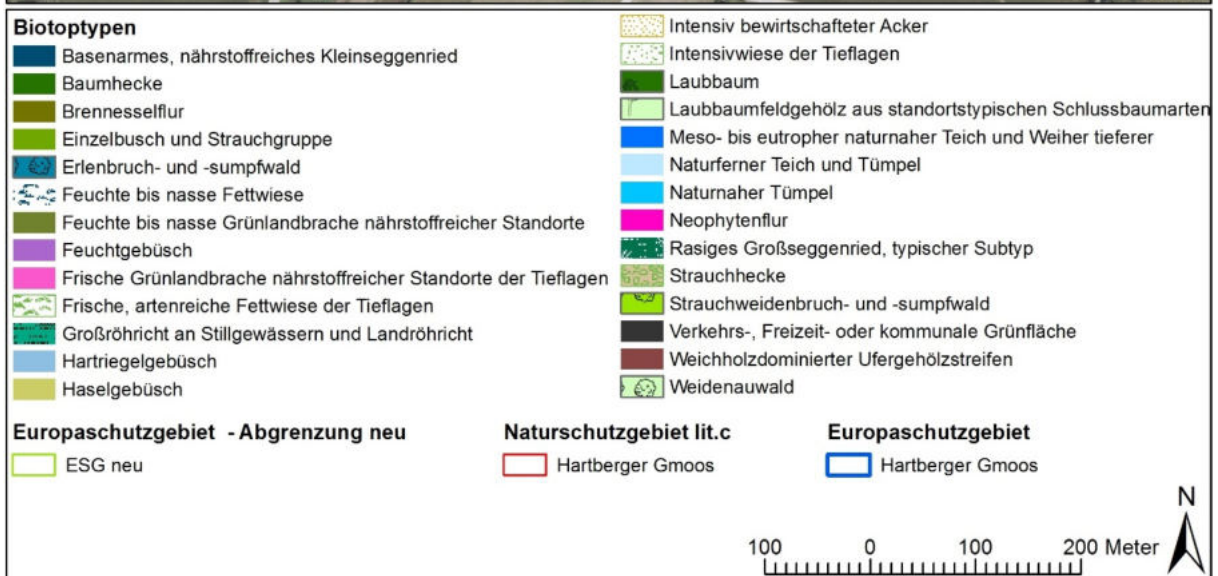 Biotoptypen
Basenarmes, nährstoffreiches Kleinseggenried
Baumhecke
Brennesselflur
Einzelbusch und Strauchgruppe
Erlenbruch- und -sumpfwald
Feuchte bis nasse Fettwiese
Feuchte bis nasse Grünlandbrache nährstoffreicher Standorte
Feuchtgebüsch
Frische Grünlandbrache nährstoffreicher Standorte der Tieflagen
Frische, artenreiche Fettwiese der Tieflagen
Großröhricht an Stillgewässern und Landröhricht
Hartriegelgebüsch
Haselgebüsch
Intensiv bewirtschafteter Acker
Intensivwiese der Tieflagen
Laubbaum
Laubbaumfeldgehölz aus standortstypischen Schlussbaumarten
Meso- bis eutropher naturnaher Teich und Weiher tieferer
Naturferner Teich und Tümpel
Naturnaher Tümpel
Neophytenflur
Rasiges Großseggenried, typischer Subtyp
Strauchhecke
Strauchweidenbruch- und -sumpfwald
Verkehrs-, Freizeit- oder kommunale Grünfläche
Weichholzdominierter Ufergehölzstreifen
Weidenauwald
Europaschutzgebiet - Abgrenzung neu
ESG neu
Naturschutzgebiet lit.c
Hartberger Gmoos
Europaschutzgebiet
Hartberger Gmoos
N
100 0 100 200 Meter